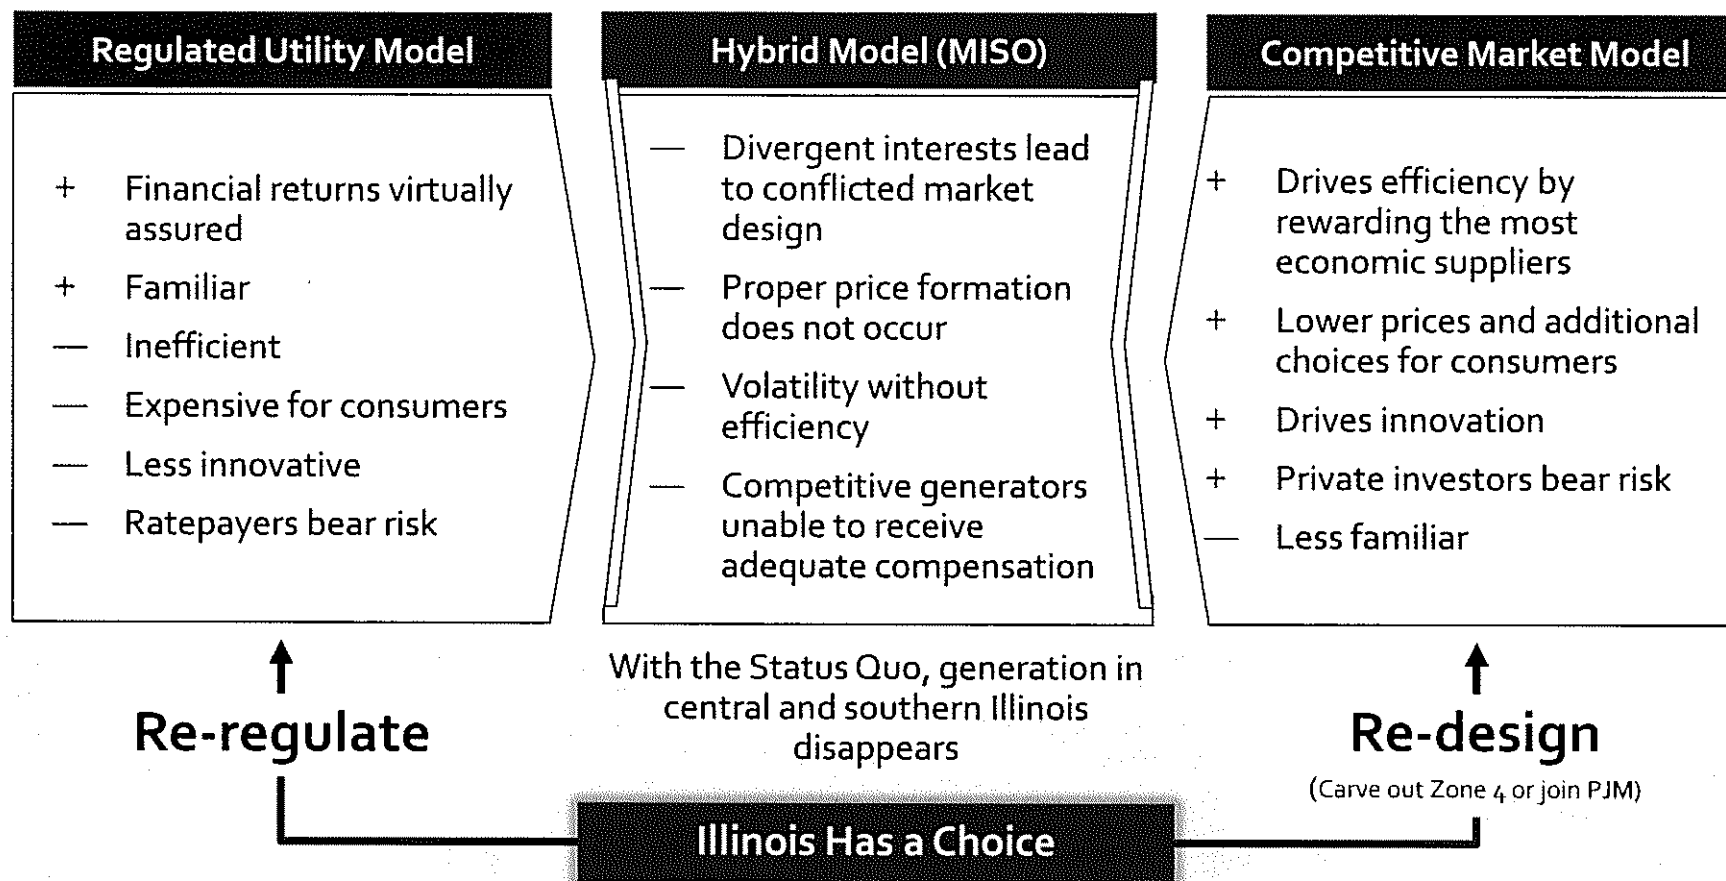 Regulated Utility Model
+ Financial returns virtually
assured
+ Familiar
— Inefficient
— Expensive for consumers
— Less innovative
— Ratepayers bear risk
Hybrid Model (MISO)
— Divergent interests lead
to conflicted market
design
— Proper price formation
does not occur
— Volatility without
efficiency
— Competitive generators
unable to receive
adequate compensation
Competitive Market Model
+ Drives efficiency by
rewarding the most
economic suppliers
+ Lower prices and additional
choices for consumers
+ Drives innovation
+ Private investors bear risk
— Less familiar
With the Status Quo, generation in
central and southern Illinois
disappears
Re-regulate
Re-design
(Carve out Zone 4 or join PJM)
Illinois Has a Choice